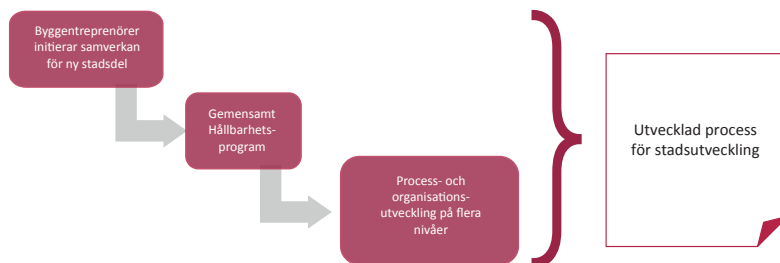 Byggentreprenörer
initierar samverkan
för ny stadsdel
Gemensamt
Hållbarhets-
program
Process- och
organisations-
utveckling på flera
nivåer
Utvecklad process
för stadsutveckling